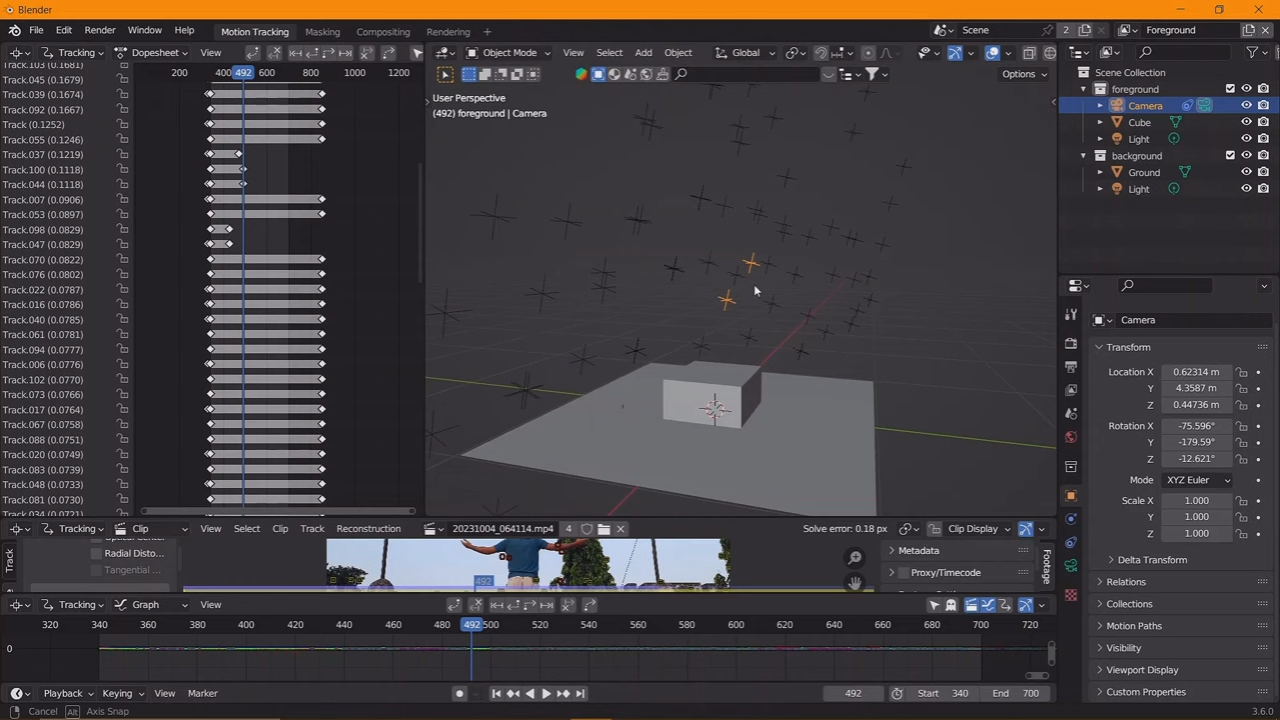 Blender
File Edit Render Window Help Motion Tracking Masking Compositing Rendering + Scene 2 Foreground
Tracking Dopesheet View Object Mode View Select Add Object Global
200 400 492 600 800 1000 1200
Options
Track.103 (0.1681)
Track.045 (0.1679)
Track.039 (0.1679)
Track.092 (0.1667)
Track (0.1252)
Track.055 (0.1246)
Track.037 (0.1219)
Track.100 (0.1118)
Track.044 (0.1118)
Track.007 (0.0906)
Track.053 (0.0897)
Track.098 (0.0829)
Track.047 (0.0829)
Track.070 (0.0822)
Track.076 (0.0802)
Track.022 (0.0787)
Track.016 (0.0786)
Track.040 (0.0785)
Track.061 (0.0781)
Track.094 (0.0777)
Track.006 (0.0776)
Track.102 (0.0770)
Track.073 (0.0766)
Track.017 (0.0764)
Track.067 (0.0758)
Track.088 (0.0751)
Track.020 (0.0749)
Track.083 (0.0739)
Track.048 (0.0733)
Track.081 (0.0730)
Track.034 (0.0721)
User Perspective
(492) foreground | Camera
Scene Collection
foreground
Camera
Cube
Light
background
Ground
Light
Camera
Transform
Location X 0.62314 m
Y 4.3587 m
Z 0.44736 m
Rotation X -75.596°
Y -179.59°
Z -12.621°
Mode XYZ Euler
Scale X 1.000
Y 1.000
Z 1.000
Delta Transform
Relations
Collections
Motion Paths
Visibility
Viewport Display
Custom Properties
Tracking Clip View Select Clip Track Reconstruction 20231004_064114.mp4 4 Solve error: 0.18 px Clip Display
Track
Radial Disto...
Tangential ...
492
Metadata
Proxy/Timecode
Footage
Tracking Graph View
320 340 360 380 400 420 440 460 480 492 500 520 540 560 580 600 620 640 660 680 700 720
0
Playback Keying View Marker 492 Start 340 End 700
Cancel Alt Axis Snap 3.6.0